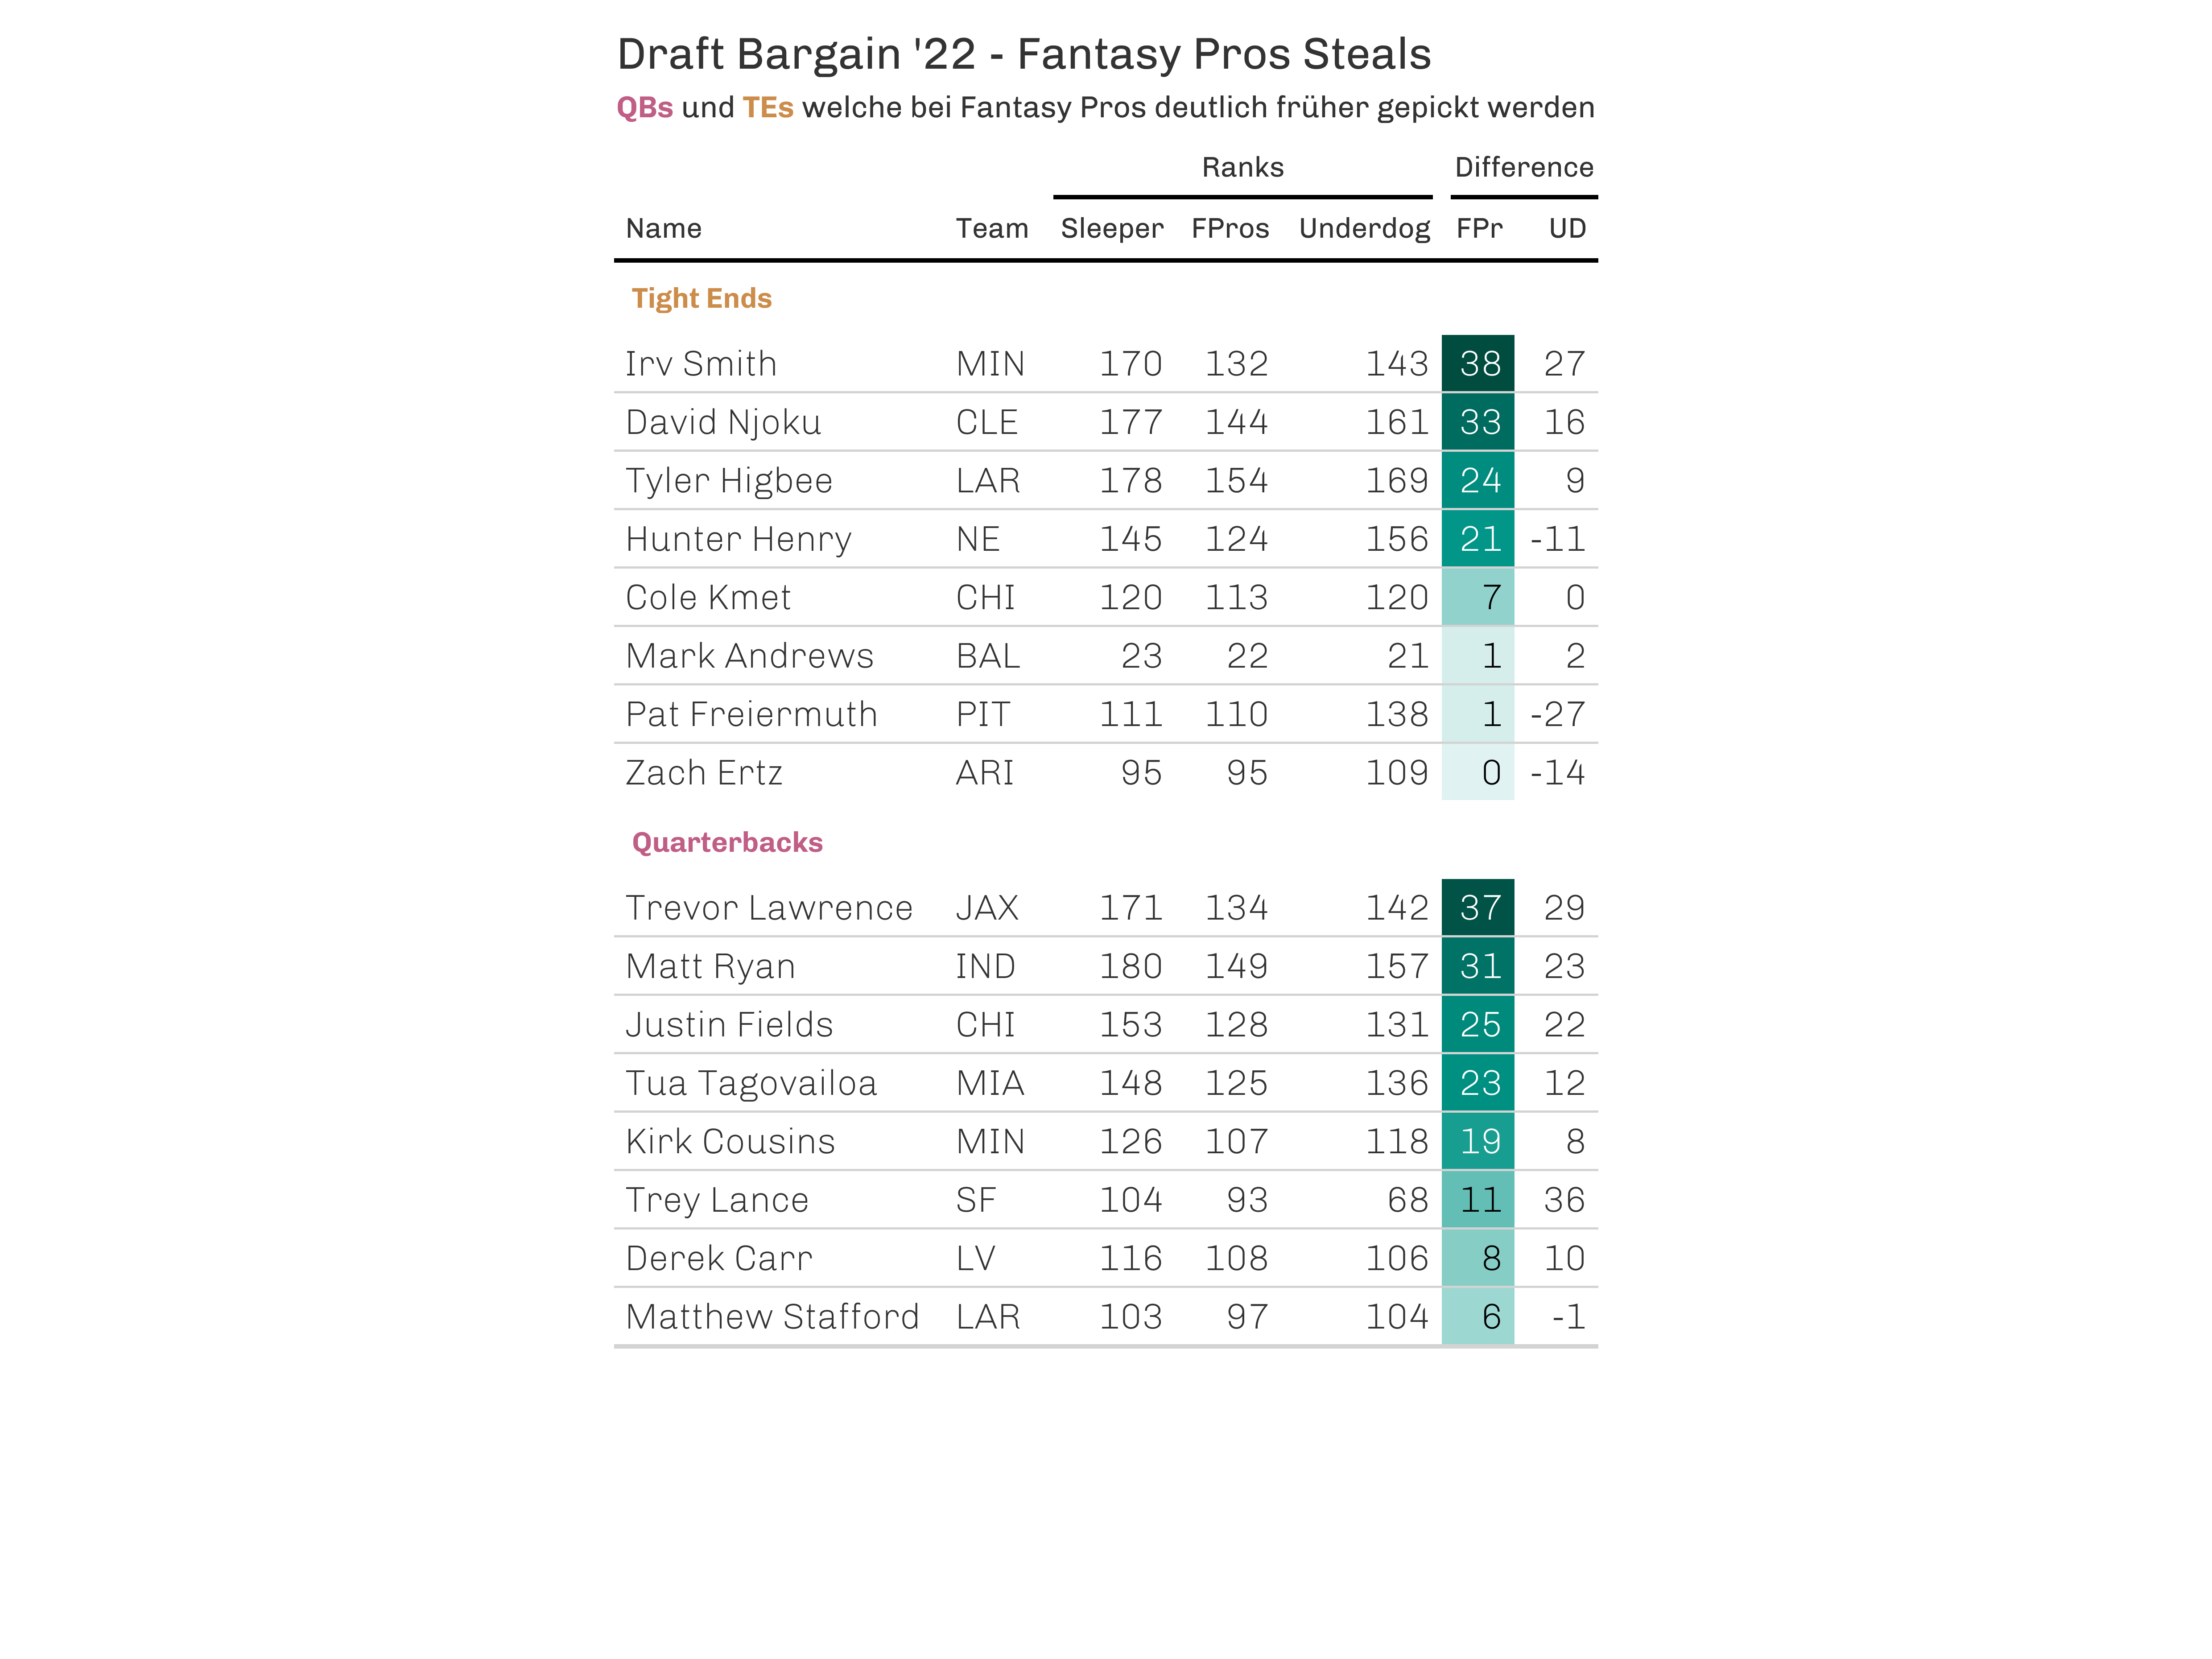 Draft Bargain '22 - Fantasy Pros Steals
QBs und TEs welche bei Fantasy Pros deutlich früher gepickt werden
Ranks Difference
Name Team Sleeper FPros Underdog FPr UD
Tight Ends
Irv Smith MIN 170 132 143 38 27
David Njoku CLE 177 144 161 33 16
Tyler Higbee LAR 178 154 169 24 9
Hunter Henry NE 145 124 156 21 -11
Cole Kmet CHI 120 113 120 7 0
Mark Andrews BAL 23 22 21 1 2
Pat Freiermuth PIT 111 110 138 1 -27
Zach Ertz ARI 95 95 109 0 -14
Quarterbacks
Trevor Lawrence JAX 171 134 142 37 29
Matt Ryan IND 180 149 157 31 23
Justin Fields CHI 153 128 131 25 22
Tua Tagovailoa MIA 148 125 136 23 12
Kirk Cousins MIN 126 107 118 19 8
Trey Lance SF 104 93 68 11 36
Derek Carr LV 116 108 106 8 10
Matthew Stafford LAR 103 97 104 6 -1